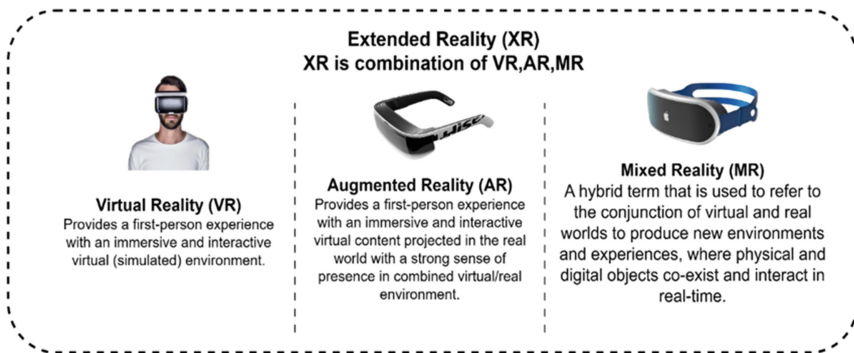 Extended Reality (XR)
XR is combination of VR,AR,MR
Virtual Reality (VR)
Provides a first-person experience
with an immersive and interactive
virtual (simulated) environment.
Augmented Reality (AR)
Provides a first-person experience
with an immersive and interactive
virtual content projected in the real
world with a strong sense of
presence in combined virtual/real
environment.
Mixed Reality (MR)
A hybrid term that is used to refer to
the conjunction of virtual and real
worlds to produce new environments
and experiences, where physical and
digital objects co-exist and interact in
real-time.